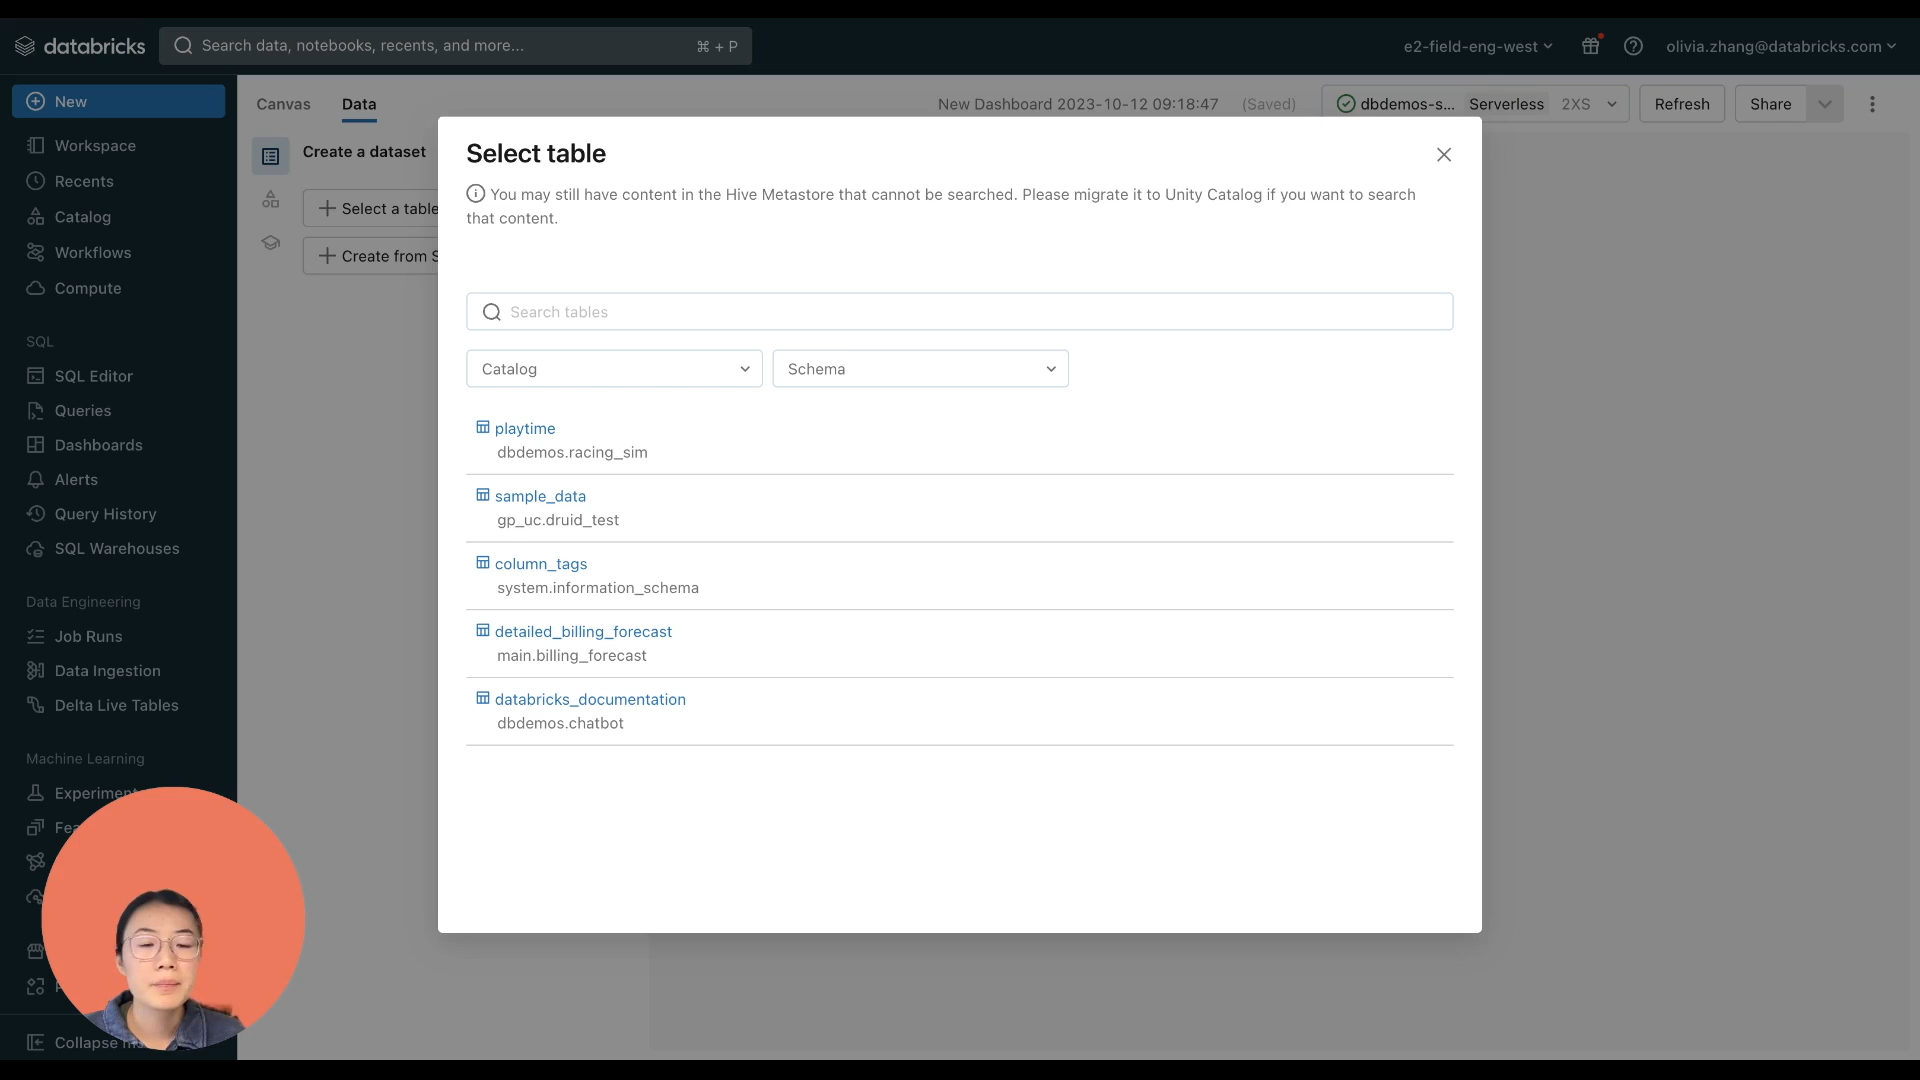 databricks
Search data, notebooks, recents, and more...
⌘ + P
e2-field-eng-west
olivia.zhang@databricks.com
New
Workspace
Recents
Catalog
Workflows
Compute
SQL
SQL Editor
Queries
Dashboards
Alerts
Query History
SQL Warehouses
Data Engineering
Job Runs
Data Ingestion
Delta Live Tables
Machine Learning
Experiment
Fea
Collapse
Canvas
Data
New Dashboard 2023-10-12 09:18:47
(Saved)
dbdemos-s...
Serverless
2XS
Refresh
Share
Create a dataset
Select a table
Create from S
Select table
You may still have content in the Hive Metastore that cannot be searched. Please migrate it to Unity Catalog if you want to search
that content.
Search tables
Catalog
Schema
playtime
dbdemos.racing_sim
sample_data
gp_uc.druid_test
column_tags
system.information_schema
detailed_billing_forecast
main.billing_forecast
databricks_documentation
dbdemos.chatbot